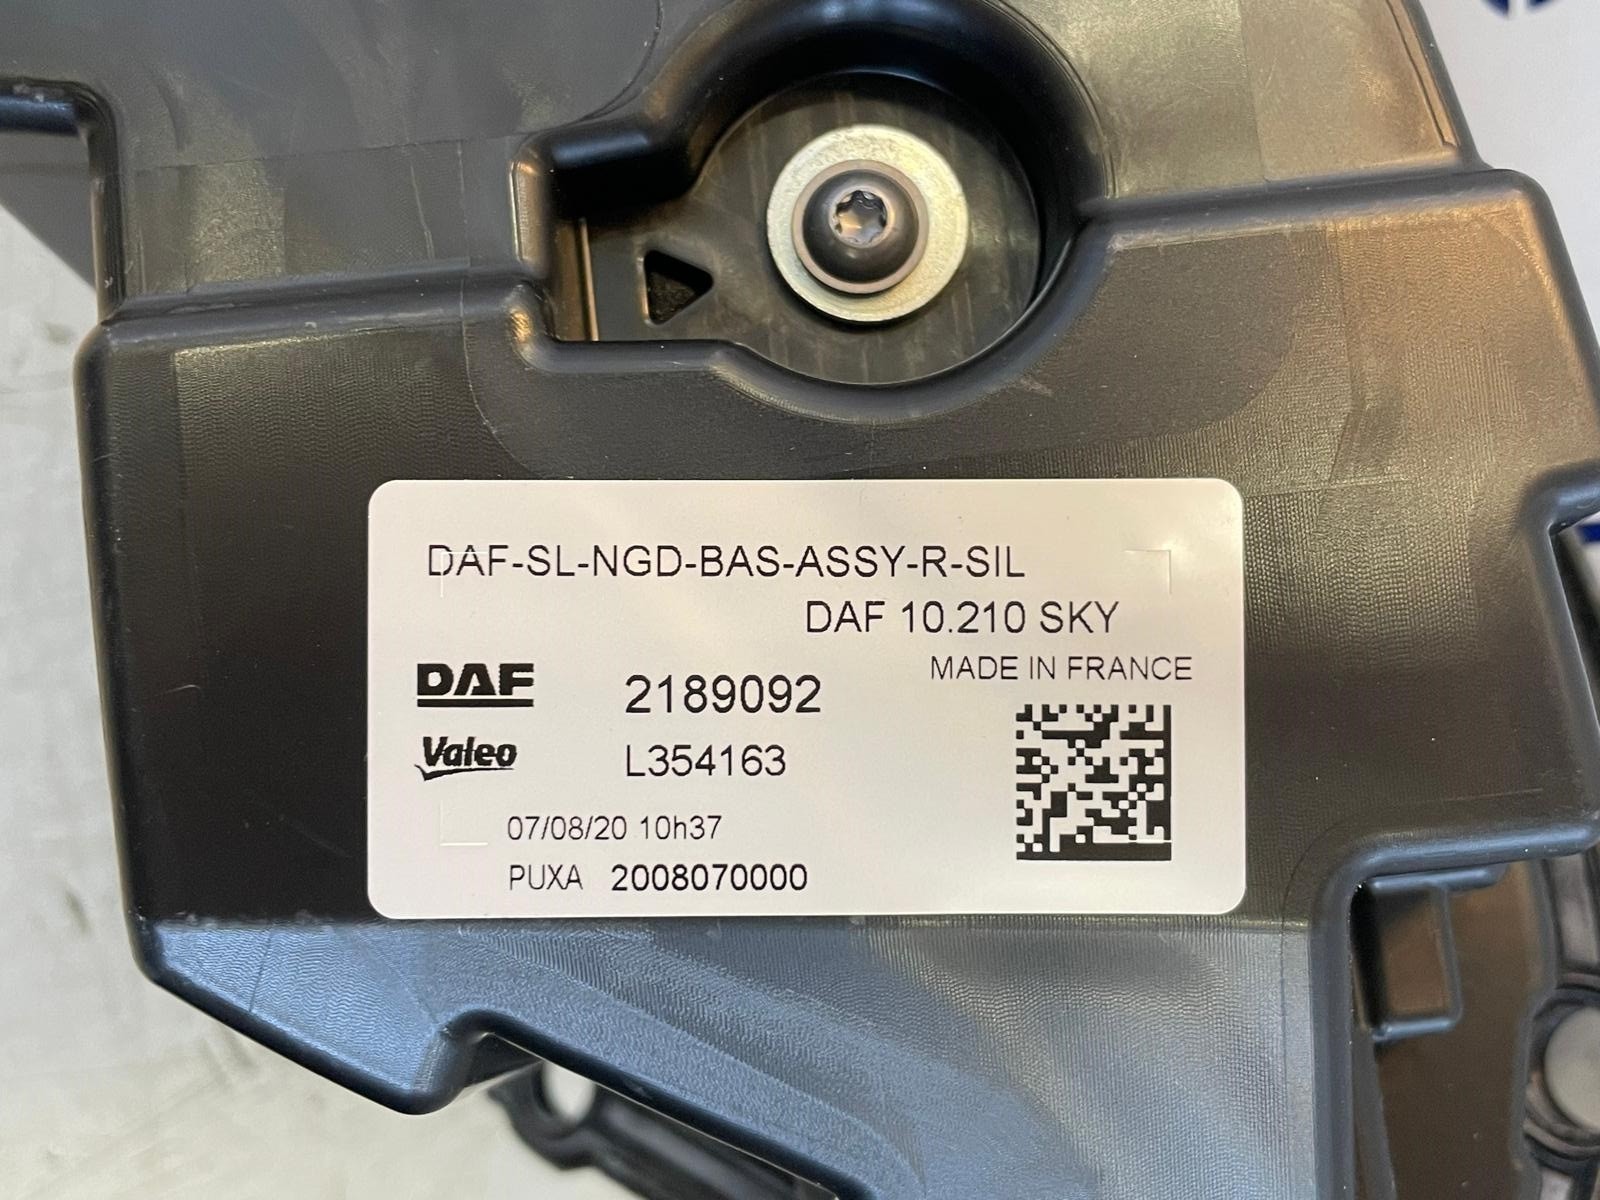 DAF-SL-NGD-BAS-ASSY-R-SIL
DAF 10.210 SKY
MADE IN FRANCE
DAF 2189092
Valeo L354163
07/08/20 10h37
PUXA 2008070000